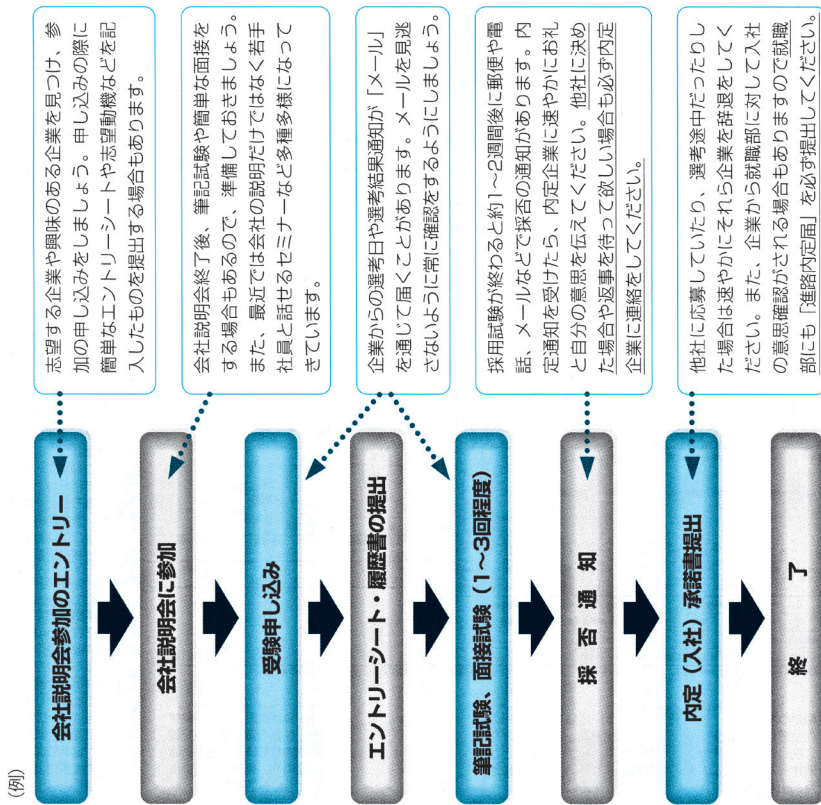 (例)
会社説明会参加のエントリー
志望する企業や興味のある企業を見つけ、参
加の申し込みをしましょう。申し込みの際に
簡単なエントリーシートや志望動機などを記
入したものを提出する場合もあります。
会社説明会に参加
会社説明会終了後、筆記試験や簡単な面接を
する場合もあるので、準備しておきましょう。
また、最近では会社の説明だけではなく若手
社員と話せるセミナーなど多種多様になって
きています。
受験申し込み
企業からの選考日や選考結果通知が「メール」
を通じて届くことがあります。メールを見逃
さないように常に確認をするようにしましょう。
エントリーシート・履歴書の提出
筆記試験、面接試験（1〜3回程度）
採否通知
採用試験が終わると約1〜2週間後に郵便や電
話、メールなどで採否の通知があります。内
定通知を受けたら、内定企業に速やかにお礼
と自分の意思を伝えてください。他社に決め
た場合や返事を待って欲しい場合も必ず内定
企業に連絡をしてください。
内定（入社）承諾書提出
他社に応募していたり、選考途中だったりし
た場合は速やかにそれら企業を辞退をしてく
ださい。また、企業から就職部に対して入社
の意思確認がされる場合もありますので就職
部にも「進路内定届」を必ず提出してください。
終了